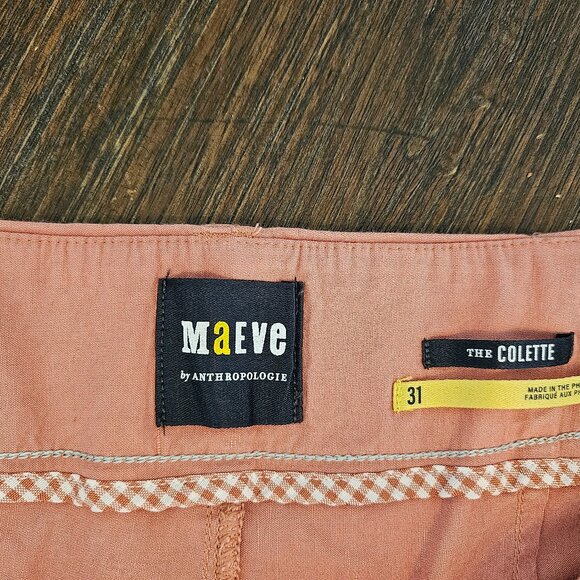 MaEVe
by ANTHROPOLOGIE
THE COLETTE
31
MADE IN THE
FABRIQUÉ AUX